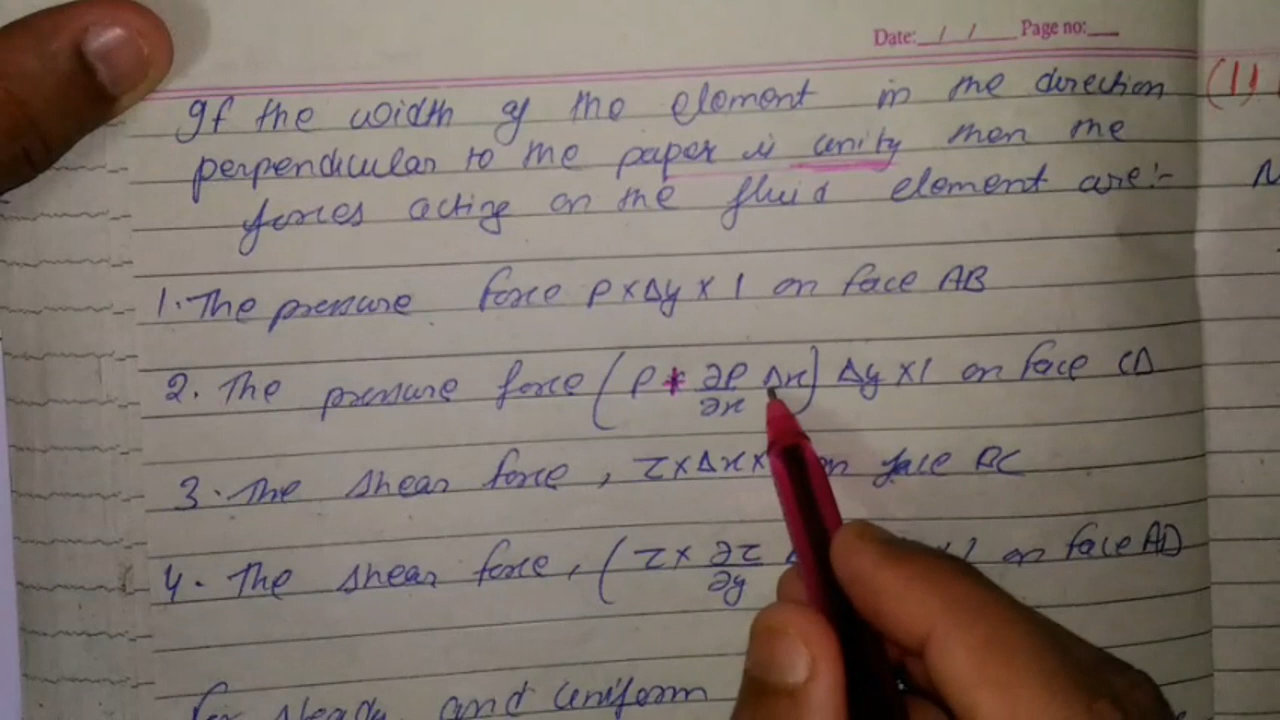 Date: / / Page no:
If the width of the element in the direction (1)
perpendicular to the paper is unity then the
forces acting on the fluid element are:-
1. The pressure force P×Δy×1 on face AB
2. The pressure force (P + ∂P/∂x Δx) Δy×1 on face CD
3. The shear force, τ×Δx× on face BC
4. The shear force, (τ× ∂τ/∂y on face AD
for steady and uniform